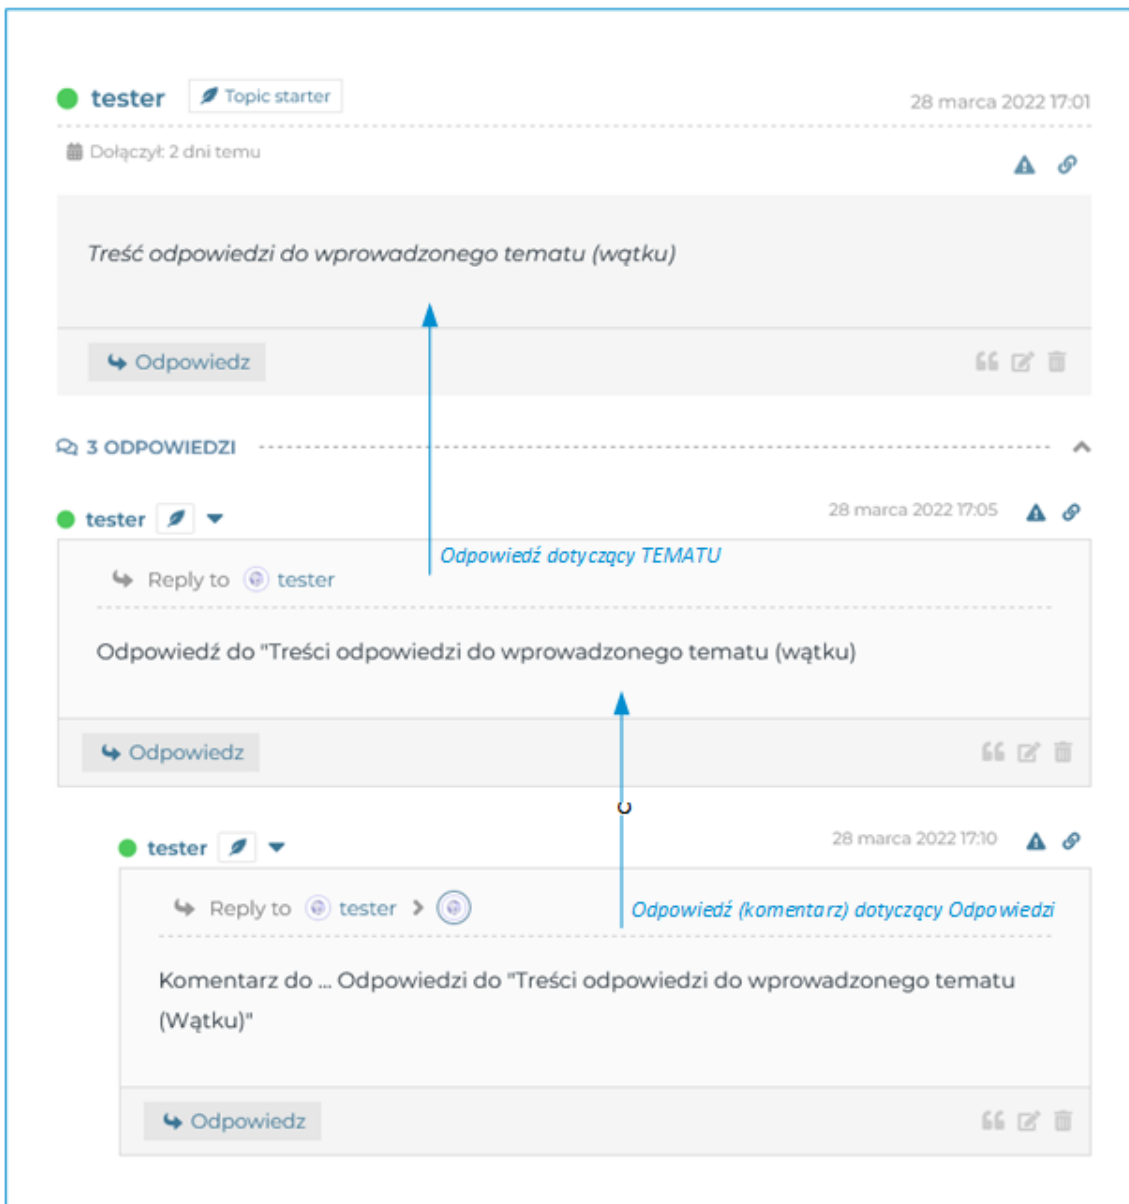 tester Topic starter 28 marca 2022 17:01
Dołączył: 2 dni temu
Treść odpowiedzi do wprowadzonego tematu (wątku)
Odpowiedz
3 ODPOWIEDZI
tester 28 marca 2022 17:05
Odpowiedź dotyczący TEMATU
Reply to tester
Odpowiedź do "Treści odpowiedzi do wprowadzonego tematu (wątku)
Odpowiedz
C
tester 28 marca 2022 17:10
Reply to tester Odpowiedź (komentarz) dotyczący Odpowiedzi
Komentarz do ... Odpowiedzi do "Treści odpowiedzi do wprowadzonego tematu
(Wątku)"
Odpowiedz